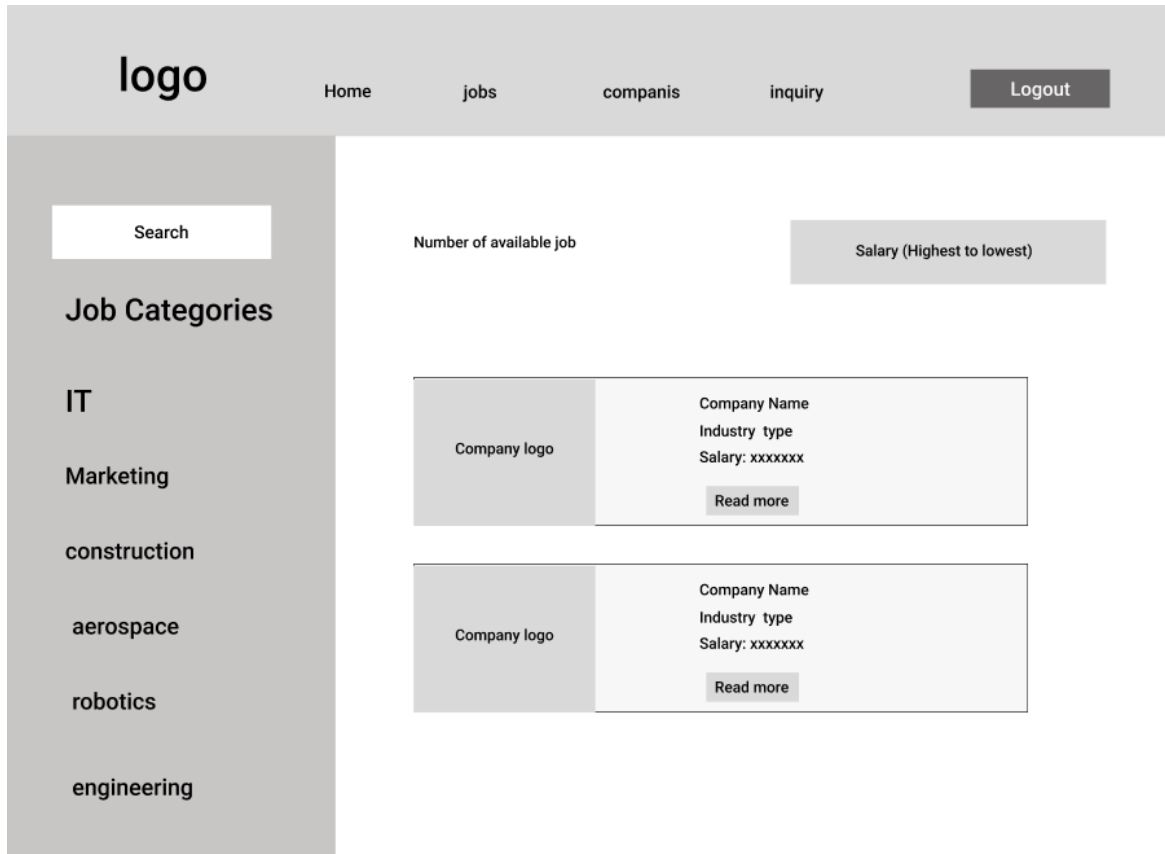 logo
Home
jobs
companis
inquiry
Logout
Search
Job Categories
IT
Marketing
construction
aerospace
robotics
engineering
Number of available job
Salary (Highest to lowest)
Company logo
Company Name
Industry type
Salary: xxxxxxx
Read more
Company logo
Company Name
Industry type
Salary: xxxxxxx
Read more